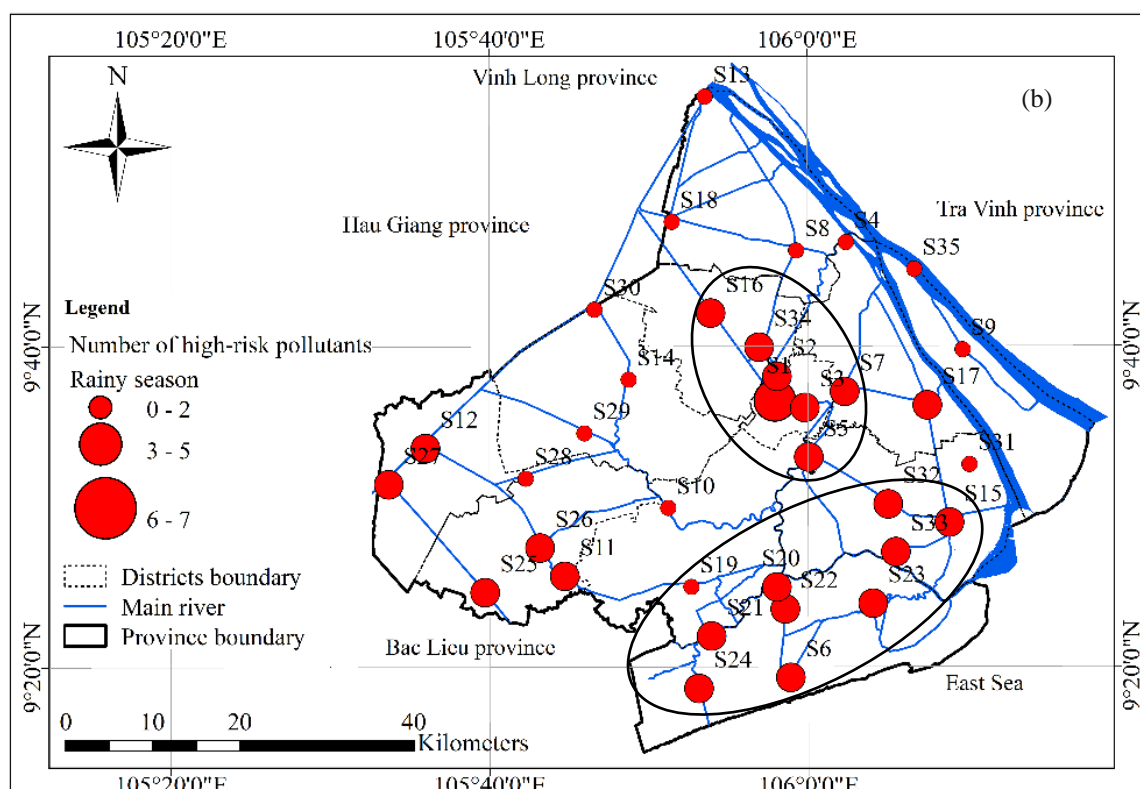 105°20'0"E
105°40'0"E
106°0'0"E
Vinh Long province
S13
(b)
N
S18
S8
S4
Tra Vinh province
Hau Giang province
S35
S16
S30
Legend
S34
S9
Number of high-risk pollutants
9°40'0"N
9°40'0"N
S2
S14
S1
S3
S7
S17
Rainy season
0 - 2
S29
S12
S5
S31
3 - 5
S27
S28
S10
S32
S15
6 - 7
S26
S33
S11
S25
S19
S20
S22
S23
Districts boundary
S21
Main river
Province boundary
Bac Lieu province
S24
S6
East Sea
9°20'0"N
9°20'0"N
0
10
20
40
Kilometers
105°20'0"E
105°40'0"E
106°0'0"E